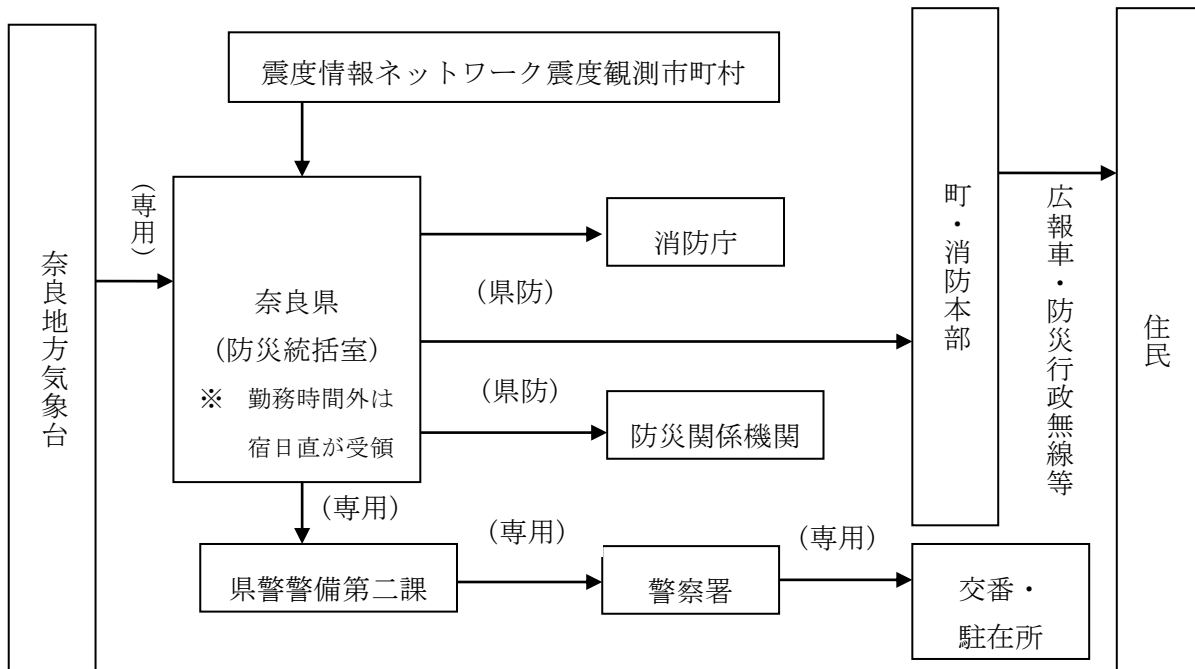 震度情報ネットワーク震度観測市町村
奈良地方気象台
(専用)
奈良県
(防災統括室)
※ 勤務時間外は
宿日直が受領
消防庁
(県防)
(県防)
防災関係機関
町・消防本部
広報車・防災行政無線等
住民
(専用)
県警警備第二課
(専用)
警察署
(専用)
交番・
駐在所